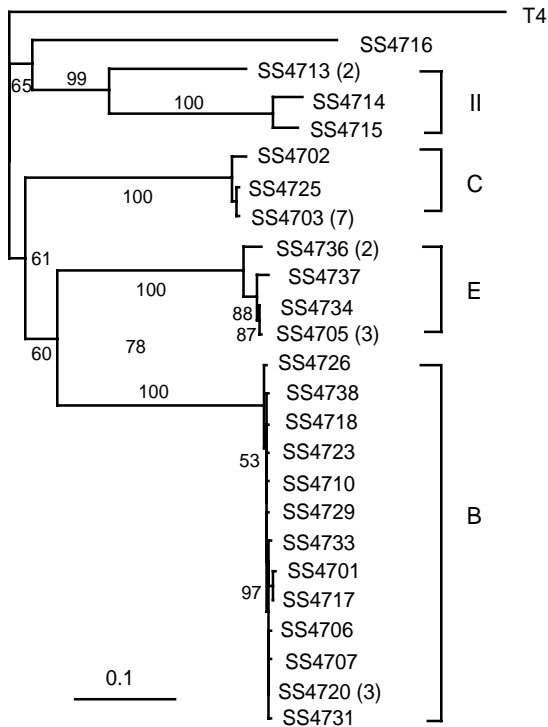 T4
SS4716
65
99
SS4713 (2)
100
SS4714
II
SS4715
SS4702
C
100
SS4725
SS4703 (7)
61
SS4736 (2)
SS4737
E
100
88
SS4734
87
SS4705 (3)
60
78
SS4726
100
SS4738
SS4718
53
SS4723
SS4710
SS4729
B
SS4733
97
SS4701
SS4717
SS4706
SS4707
0.1
SS4720 (3)
SS4731